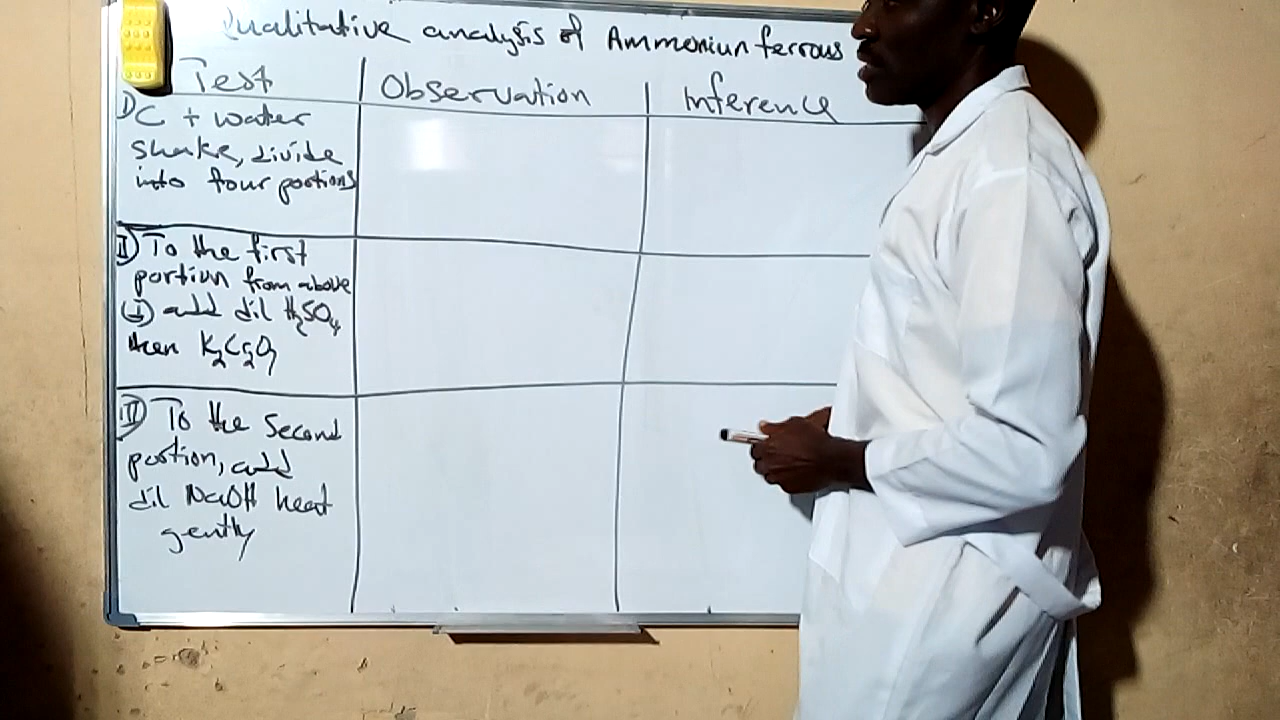 Qualitative analysis of Ammonium ferrous
Test
Observation
Inference
I) C + water
shake, divide
into four portions
II) To the first
portion from above
(I) add dil H₂SO₄
then K₂Cr₂O₇
III) To the Second
portion, add
dil NaOH heat
gently